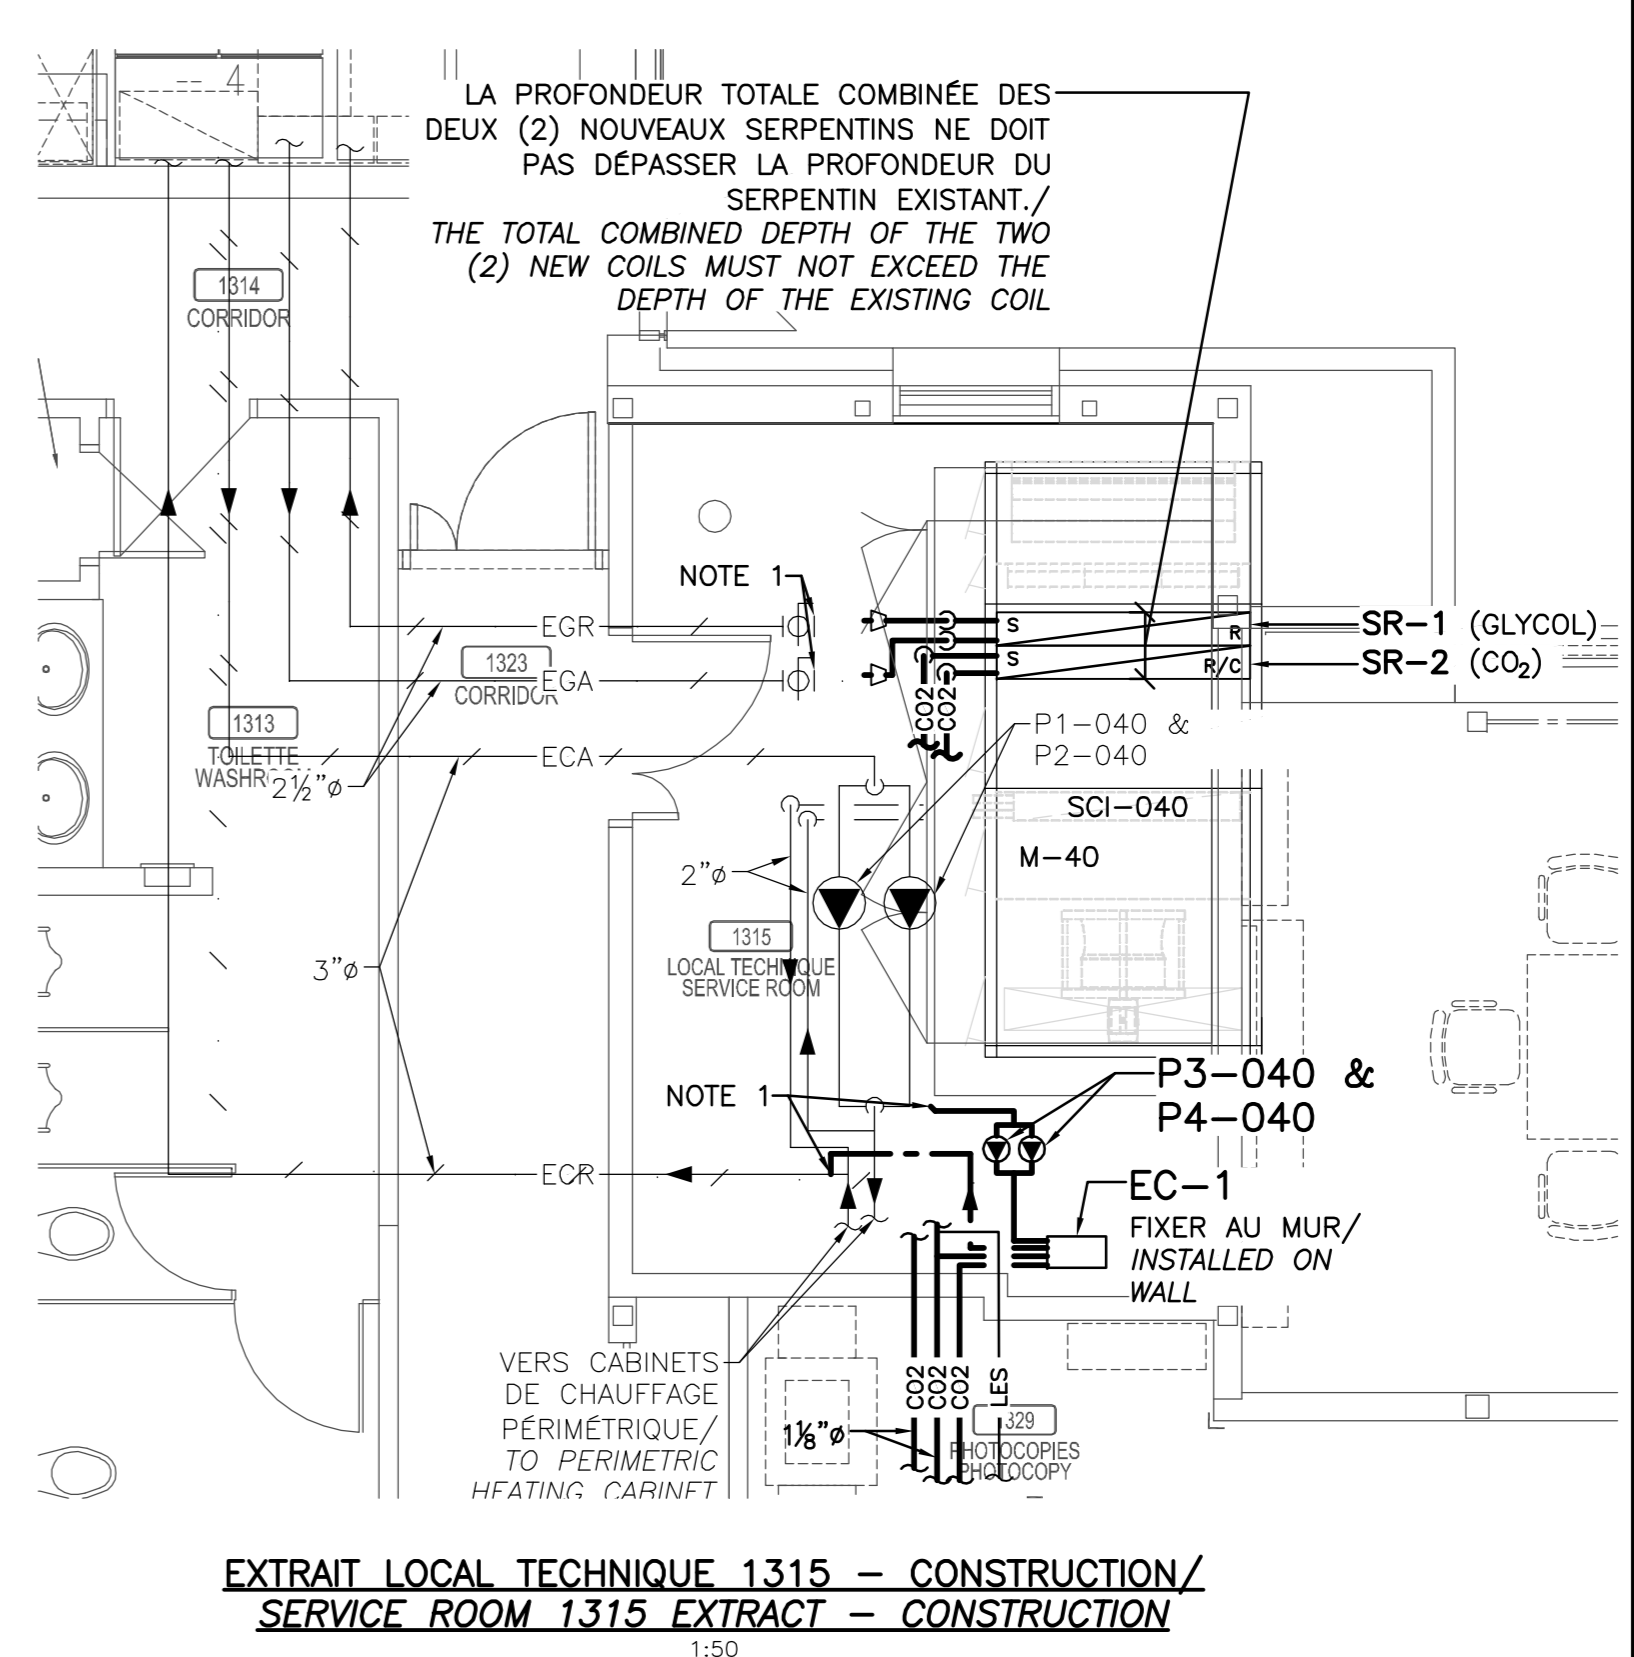 -- 4
LA PROFONDEUR TOTALE COMBINÉE DES
DEUX (2) NOUVEAUX SERPENTINS NE DOIT
PAS DÉPASSER LA PROFONDEUR DU
SERPENTIN EXISTANT./
THE TOTAL COMBINED DEPTH OF THE TWO
(2) NEW COILS MUST NOT EXCEED THE
DEPTH OF THE EXISTING COIL
1314
CORRIDOR
NOTE 1
EGR
S
R
SR-1 (GLYCOL)
1323
CORRIDOR
EGA
S
R/C
SR-2 (CO₂)
CO2
CO2
1313
TOILETTE
WASHR
P1-040 &
P2-040
ECA
2½"ø
SCI-040
M-40
2"ø
1315
LOCAL TECHNIQUE
SERVICE ROOM
3"ø
P3-040 &
P4-040
NOTE 1
ECR
EC-1
FIXER AU MUR/
INSTALLED ON
WALL
VERS CABINETS
DE CHAUFFAGE
PÉRIMÉTRIQUE/
TO PERIMETRIC
HEATING CABINET
CO2
CO2
CO2
LES
1⅛"ø
329
PHOTOCOPIES
PHOTOCOPY
EXTRAIT LOCAL TECHNIQUE 1315 – CONSTRUCTION/
SERVICE ROOM 1315 EXTRACT – CONSTRUCTION
1:50